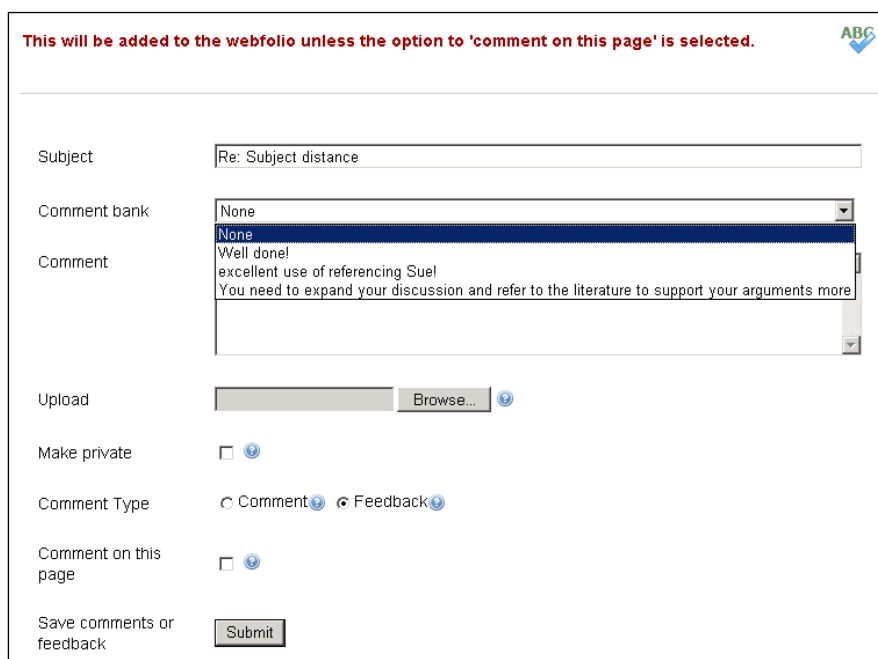 This will be added to the webfolio unless the option to 'comment on this page' is selected.
ABC
Subject
Re: Subject distance
Comment bank
None
None
Well done!
excellent use of referencing Sue!
You need to expand your discussion and refer to the literature to support your arguments more
Comment
Upload
Browse...
?
Make private
?
Comment Type
Comment ? Feedback ?
Comment on this
page
?
Save comments or
feedback
Submit